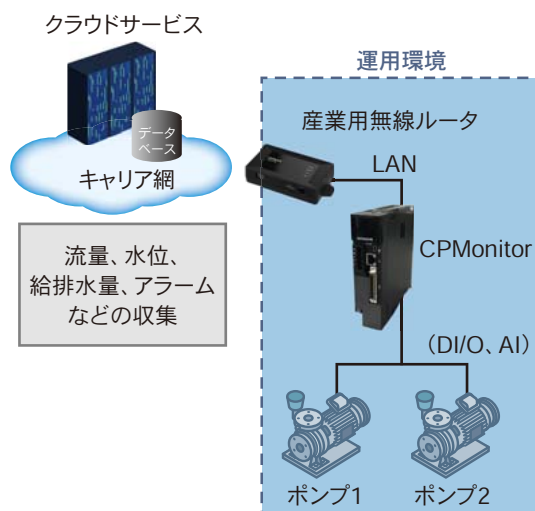 クラウドサービス
データ
ベース
キャリア網
流量、水位、
給排水量、アラーム
などの収集
運用環境
産業用無線ルータ
LAN
CPMonitor
(DI/O、AI)
ポンプ1
ポンプ2